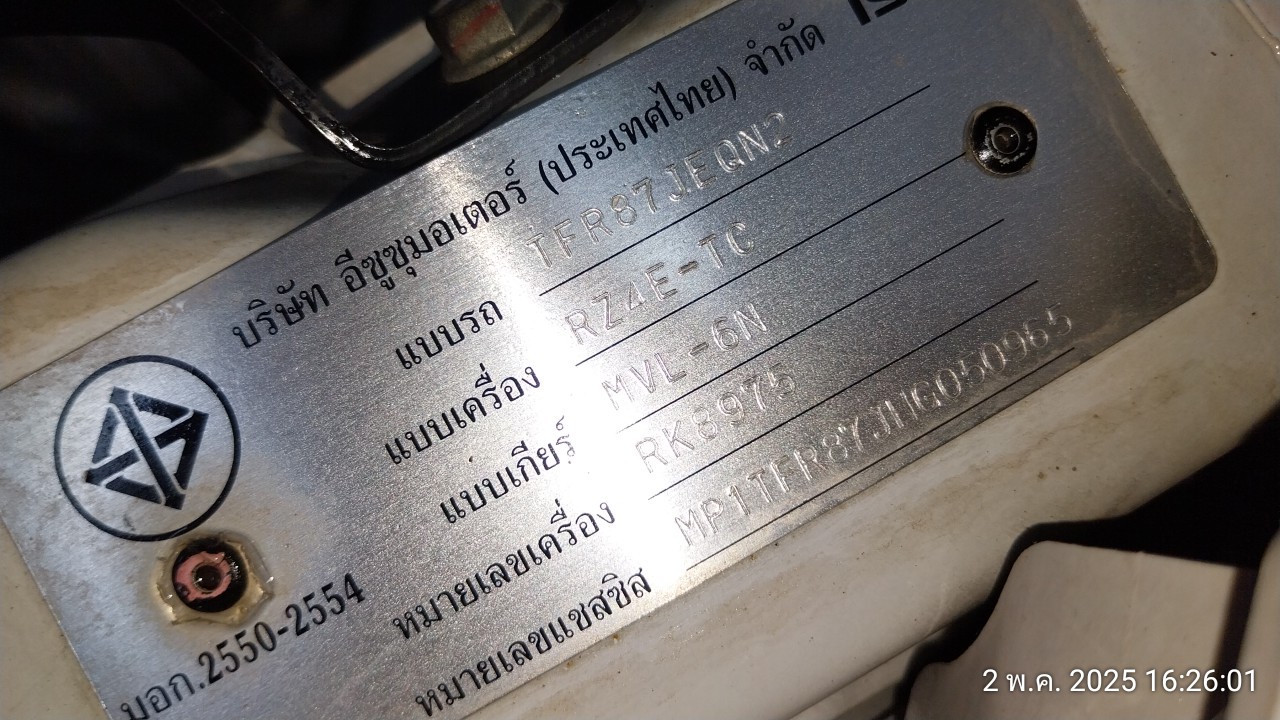 บริษัท อีซูซุมอเตอร์ (ประเทศไทย) จำกัด
แบบรถ TFR87JEQN2
แบบเครื่อง RZ4E-TC
แบบเกียร์ MVL-6N
หมายเลขเครื่อง RK8975
หมายเลขแชสซิส MP1TFR87JHG050965
มอก.2550-2554
2 พ.ค. 2025 16:26:01